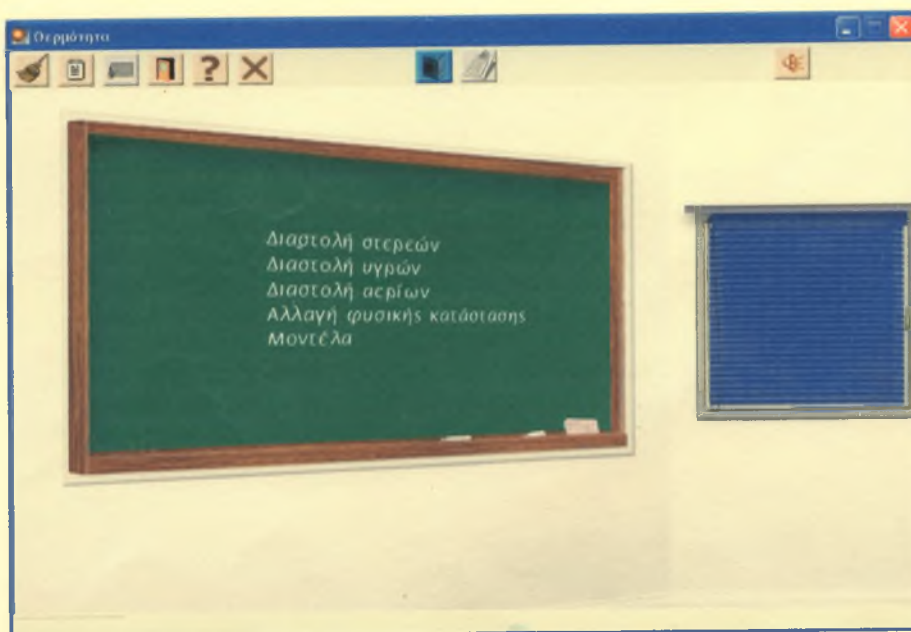 Θερμότητα
?
Διαστολή στερεών
Διαστολή υγρών
Διαστολή αερίων
Αλλαγή φυσικής κατάστασης
Μοντέλα